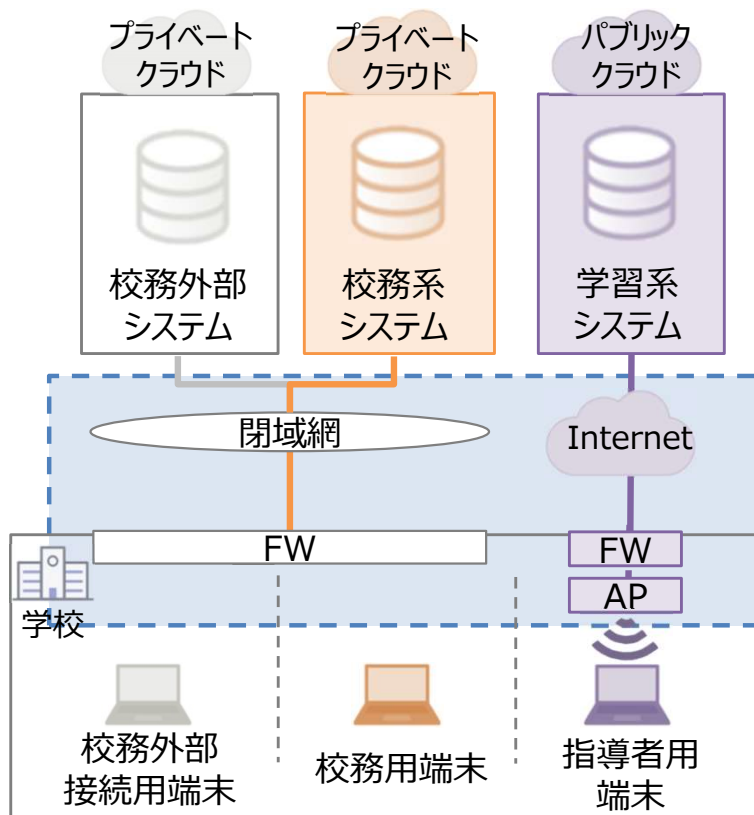 プライベート
クラウド
プライベート
クラウド
パブリック
クラウド
校務外部
システム
校務系
システム
学習系
システム
閉域網
Internet
FW
FW
AP
学校
校務外部
接続用端末
校務用端末
指導者用
端末